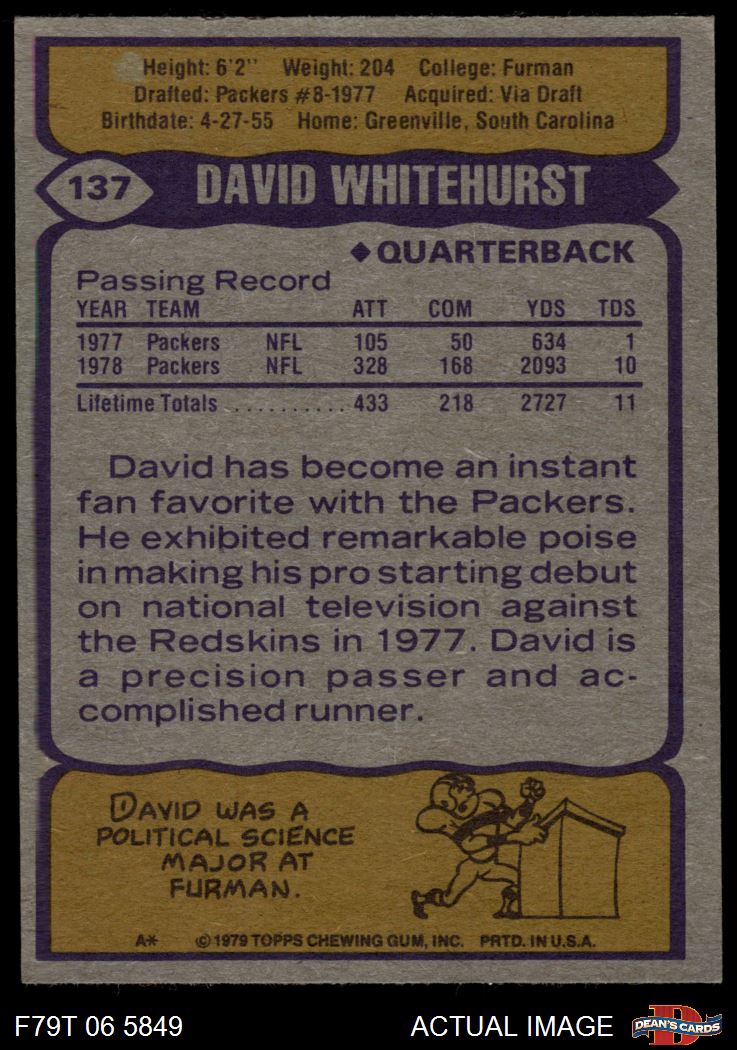 Height: 6'2" Weight: 204 College: Furman
Drafted: Packers #8-1977 Acquired: Via Draft
Birthdate: 4-27-55 Home: Greenville, South Carolina
137 DAVID WHITEHURST
◆ QUARTERBACK
Passing Record
YEAR TEAM ATT COM YDS TDS
1977 Packers NFL 105 50 634 1
1978 Packers NFL 328 168 2093 10
Lifetime Totals .......... 433 218 2727 11
David has become an instant
fan favorite with the Packers.
He exhibited remarkable poise
in making his pro starting debut
on national television against
the Redskins in 1977. David is
a precision passer and ac-
complished runner.
DAVID WAS A
POLITICAL SCIENCE
MAJOR AT
FURMAN.
A* © 1979 TOPPS CHEWING GUM, INC. PRTD. IN U.S.A.
F79T 06 5849 ACTUAL IMAGE DEAN'S CARDS